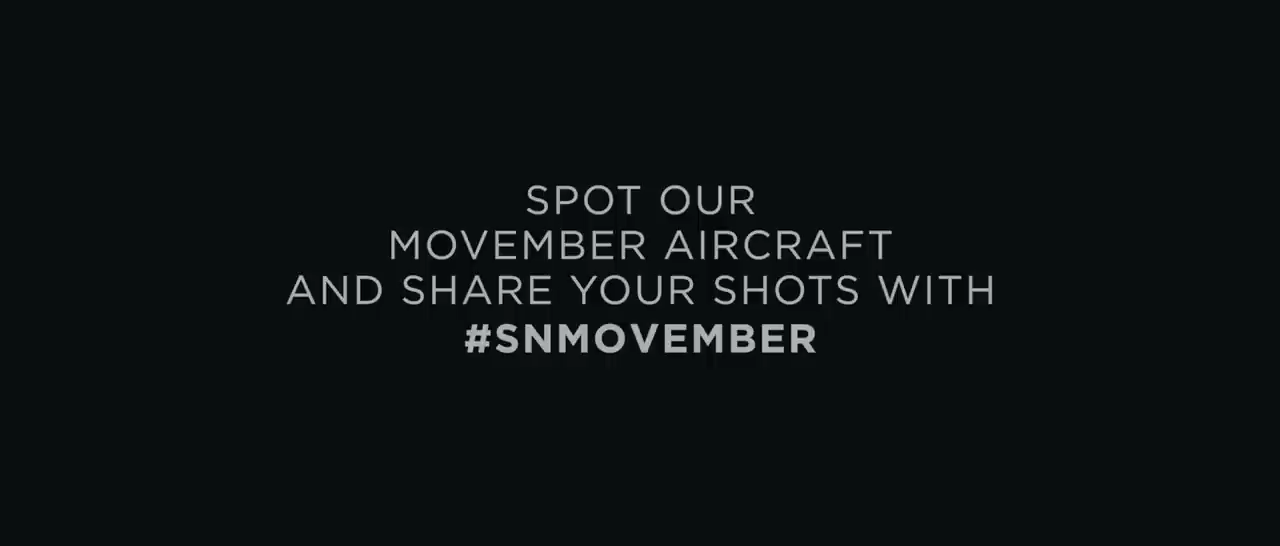 SPOT OUR
MOVEMBER AIRCRAFT
AND SHARE YOUR SHOTS WITH
#SNMOVEMBER